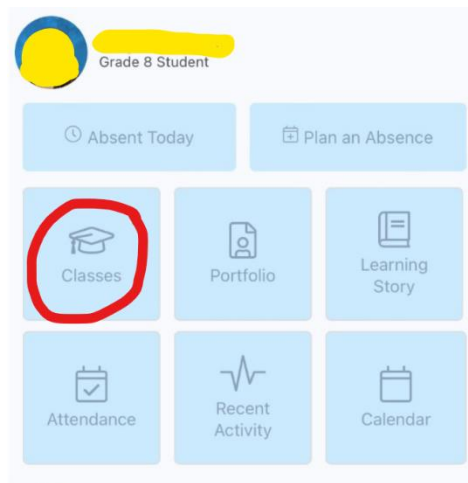 Grade 8 Student
Absent Today
Plan an Absence
Classes
Portfolio
Learning
Story
Attendance
Recent
Activity
Calendar